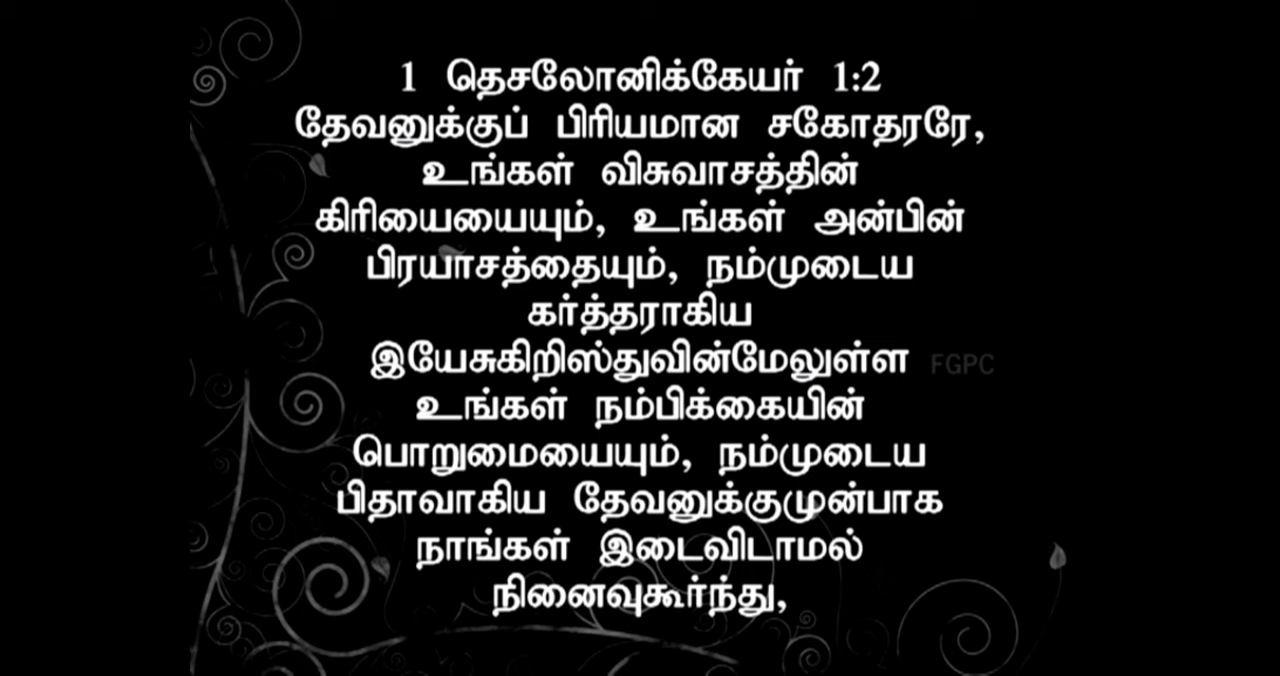 1 தெசலோனிக்கேயர் 1:2
தேவனுக்குப் பிரியமான சகோதரரே,
உங்கள் விசுவாசத்தின்
கிரியையையும், உங்கள் அன்பின்
பிரயாசத்தையும், நம்முடைய
கர்த்தராகிய
இயேசுகிறிஸ்துவின்மேலுள்ள
FGPC
உங்கள் நம்பிக்கையின்
பொறுமையையும், நம்முடைய
பிதாவாகிய தேவனுக்குமுன்பாக
நாங்கள் இடைவிடாமல்
நினைவுகூர்ந்து,